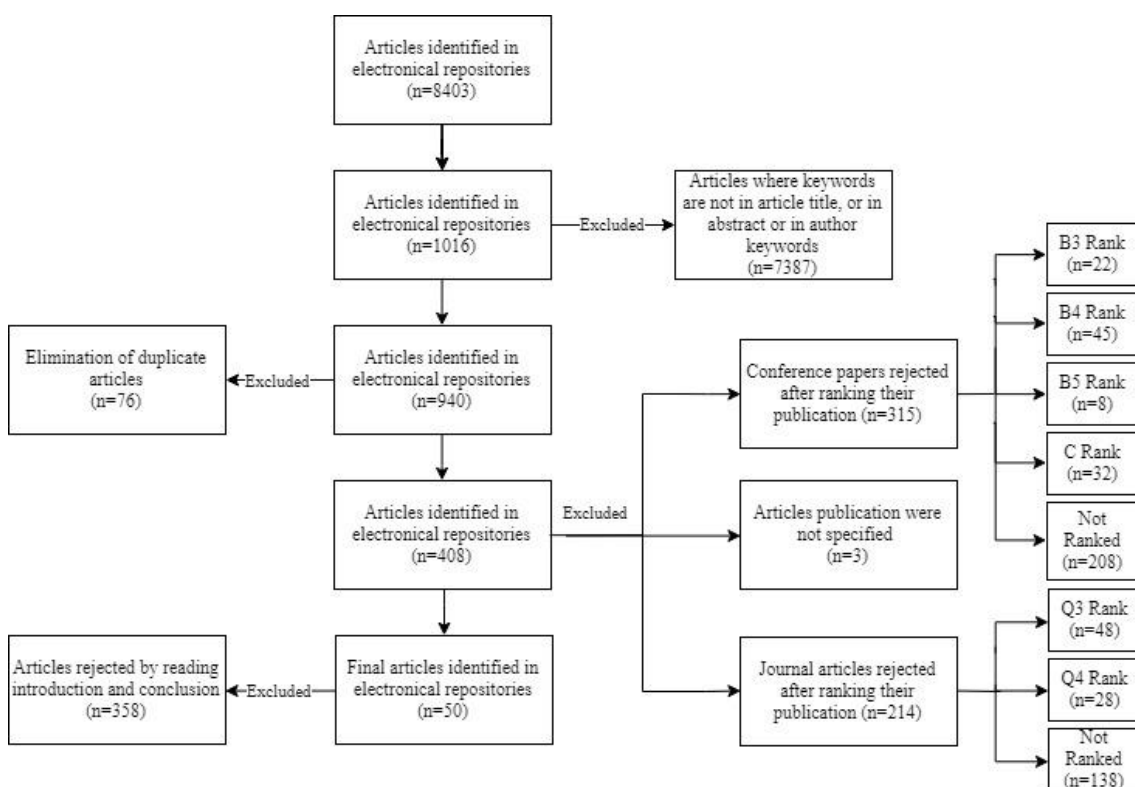 Articles identified in
electronical repositories
(n=8403)
Articles identified in
electronical repositories
(n=1016)
Excluded
Articles where keywords
are not in article title, or in
abstract or in author
keywords
(n=7387)
Elimination of duplicate
articles
(n=76)
Excluded
Articles identified in
electronical repositories
(n=940)
Articles identified in
electronical repositories
(n=408)
Excluded
Conference papers rejected
after ranking their
publication (n=315)
B3 Rank
(n=22)
B4 Rank
(n=45)
B5 Rank
(n=8)
C Rank
(n=32)
Not
Ranked
(n=208)
Articles publication were
not specified
(n=3)
Journal articles rejected
after ranking their
publication (n=214)
Q3 Rank
(n=48)
Q4 Rank
(n=28)
Not
Ranked
(n=138)
Articles rejected by reading
introduction and conclusion
(n=358)
Excluded
Final articles identified in
electronical repositories
(n=50)